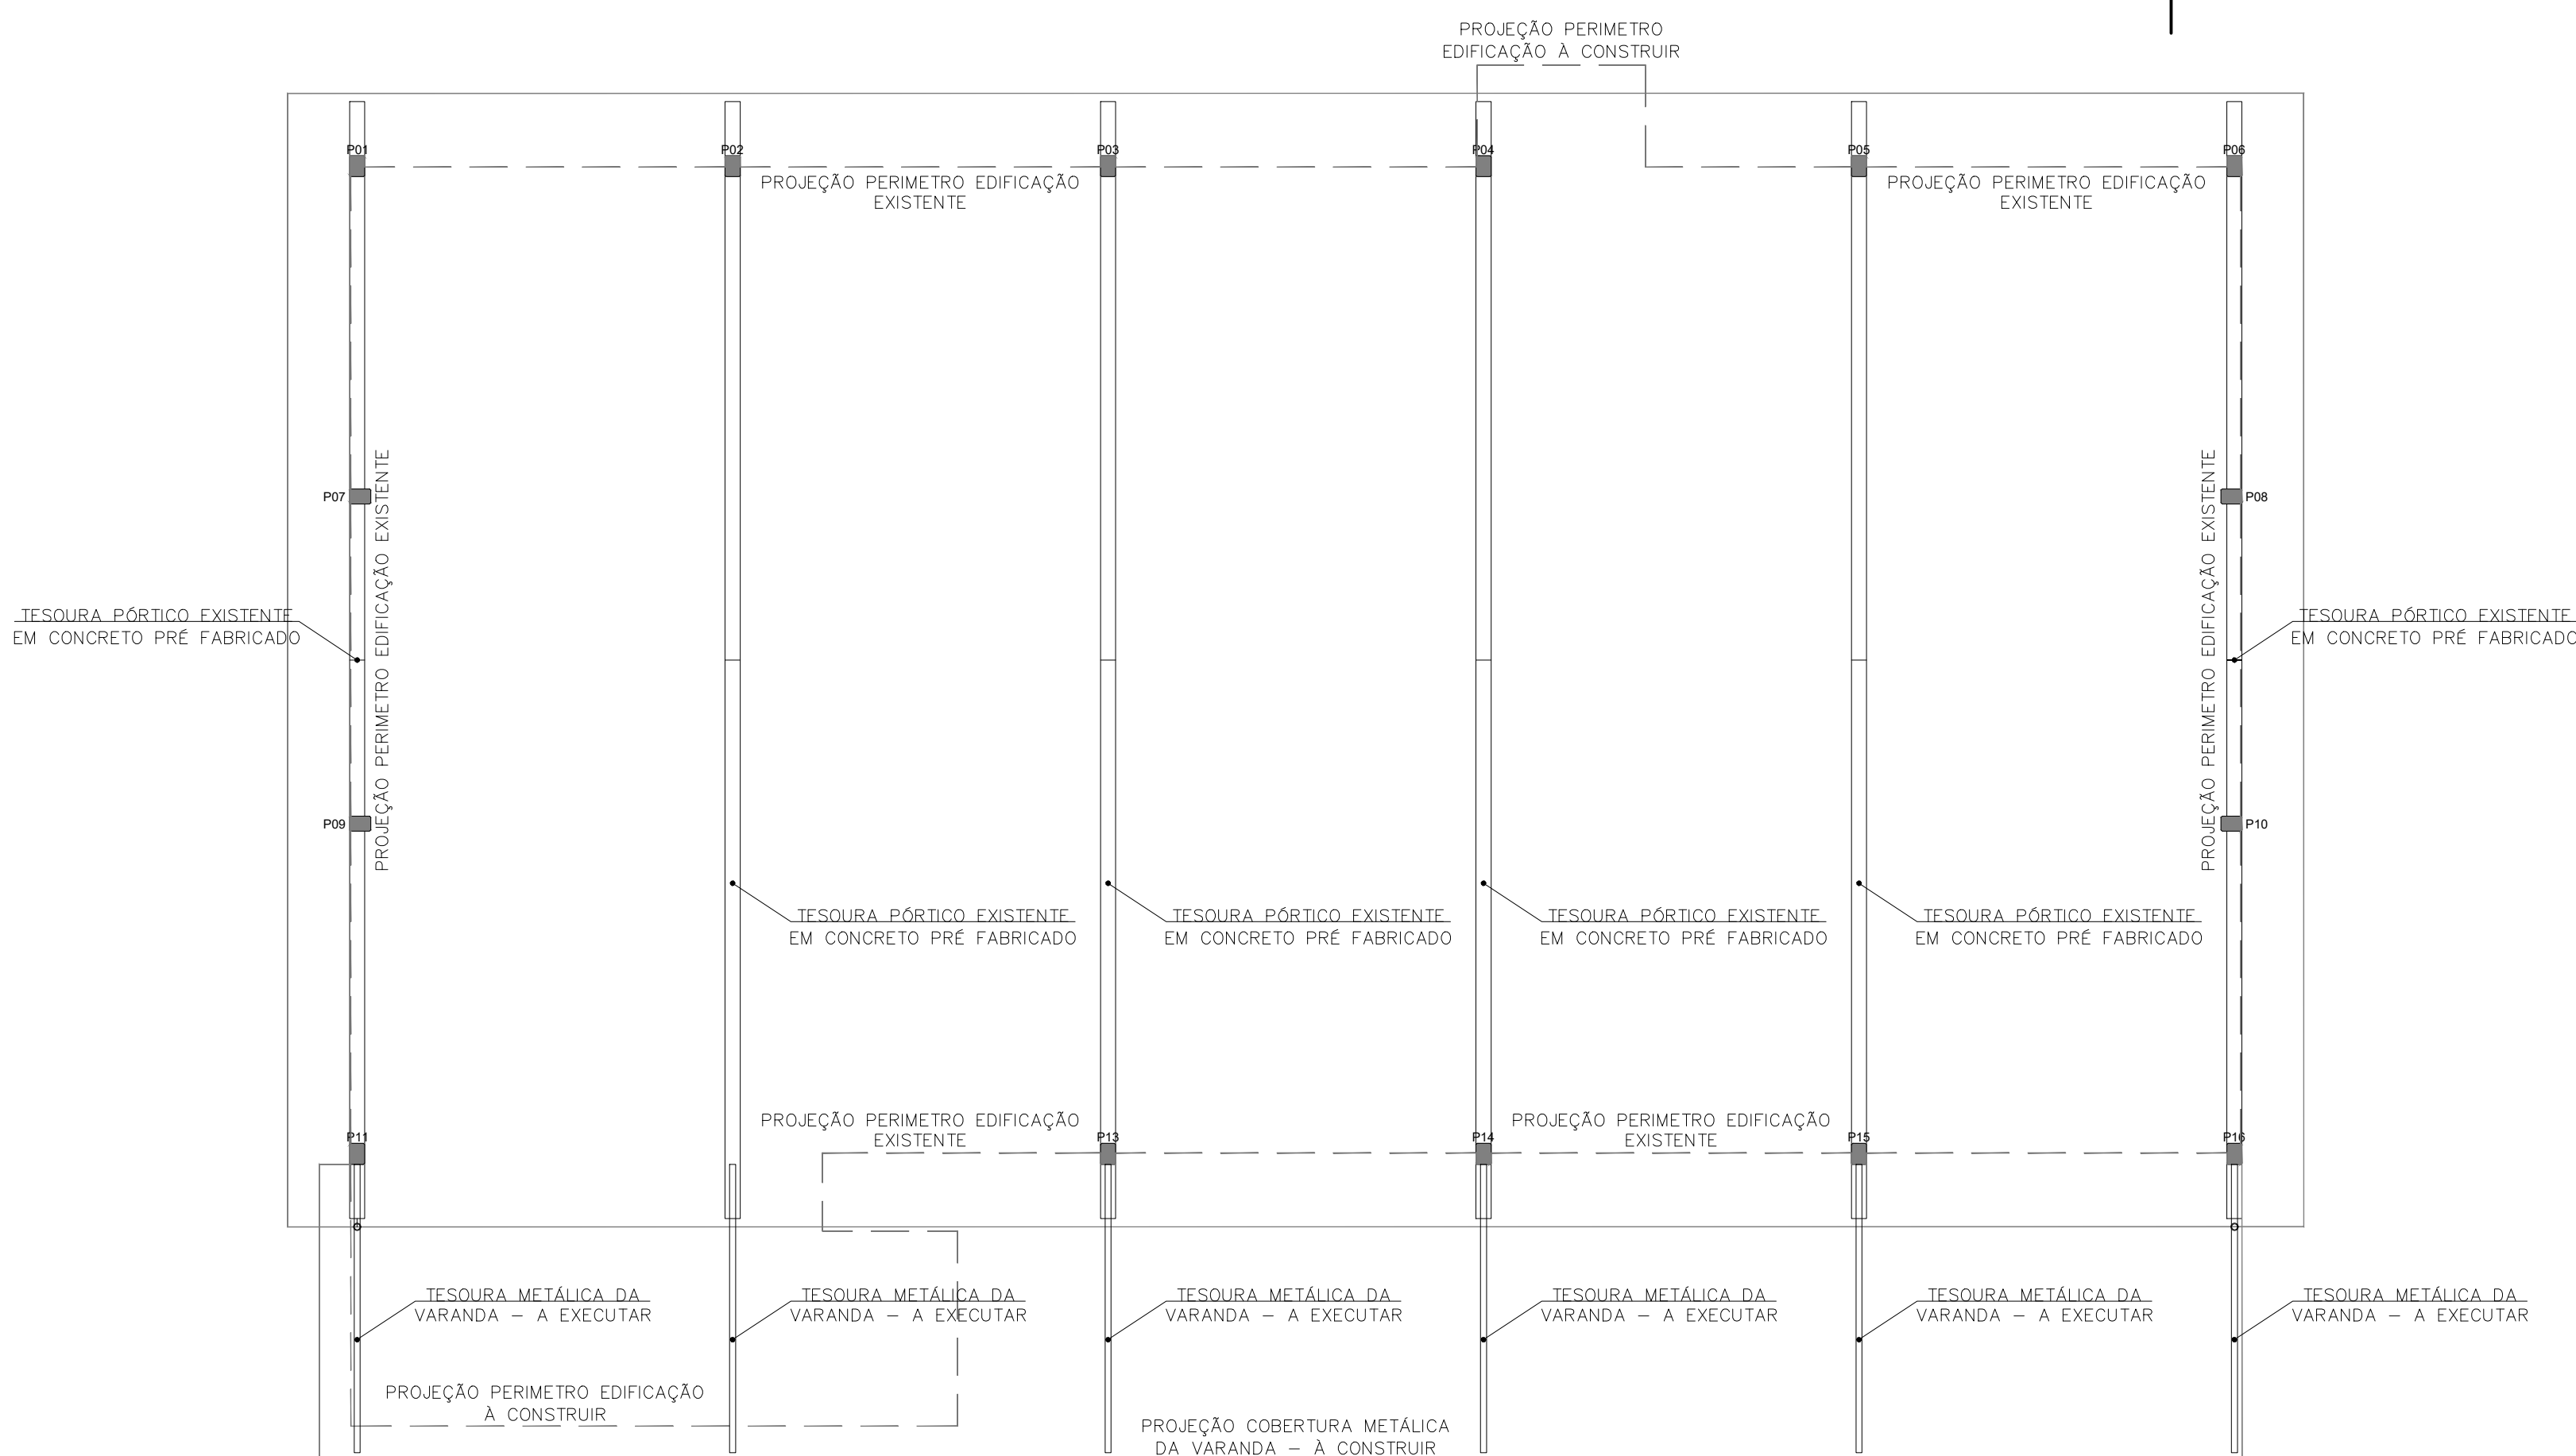 PROJEÇÃO PERIMETRO
EDIFICAÇÃO À CONSTRUIR
P01
P02
P03
P04
P05
P06
PROJEÇÃO PERIMETRO EDIFICAÇÃO
EXISTENTE
PROJEÇÃO PERIMETRO EDIFICAÇÃO
EXISTENTE
P07
PROJEÇÃO PERIMETRO EDIFICAÇÃO EXISTENTE
PROJEÇÃO PERIMETRO EDIFICAÇÃO EXISTENTE
P08
TESOURA PÓRTICO EXISTENTE
EM CONCRETO PRÉ FABRICADO
TESOURA PÓRTICO EXISTENTE
EM CONCRETO PRÉ FABRICADO
P09
P10
TESOURA PÓRTICO EXISTENTE
EM CONCRETO PRÉ FABRICADO
TESOURA PÓRTICO EXISTENTE
EM CONCRETO PRÉ FABRICADO
TESOURA PÓRTICO EXISTENTE
EM CONCRETO PRÉ FABRICADO
TESOURA PÓRTICO EXISTENTE
EM CONCRETO PRÉ FABRICADO
PROJEÇÃO PERIMETRO EDIFICAÇÃO
EXISTENTE
PROJEÇÃO PERIMETRO EDIFICAÇÃO
EXISTENTE
P11
P13
P14
P15
P16
TESOURA METÁLICA DA
VARANDA – A EXECUTAR
TESOURA METÁLICA DA
VARANDA – A EXECUTAR
TESOURA METÁLICA DA
VARANDA – A EXECUTAR
TESOURA METÁLICA DA
VARANDA – A EXECUTAR
TESOURA METÁLICA DA
VARANDA – A EXECUTAR
TESOURA METÁLICA DA
VARANDA – A EXECUTAR
PROJEÇÃO PERIMETRO EDIFICAÇÃO
À CONSTRUIR
PROJEÇÃO COBERTURA METÁLICA
DA VARANDA – À CONSTRUIR